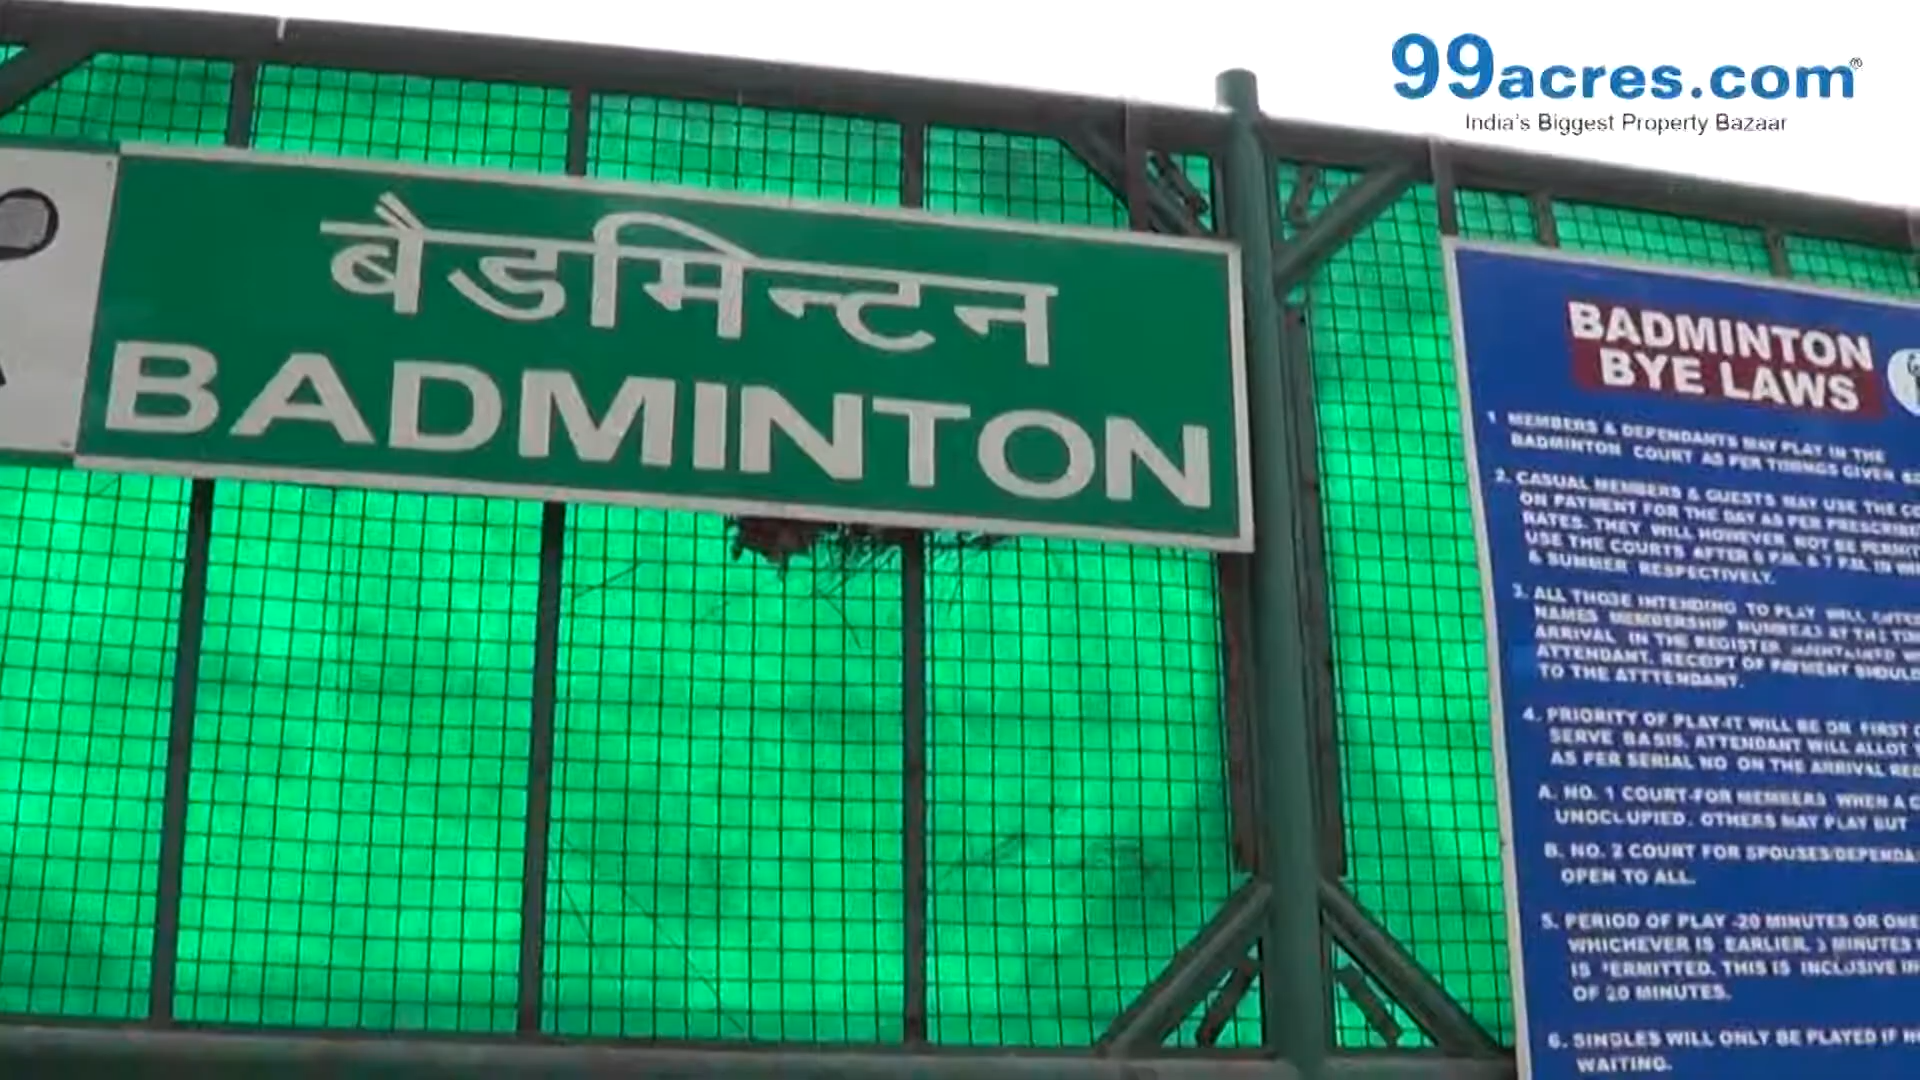 99acres.com®
India's Biggest Property Bazaar
बैडमिन्टन
BADMINTON
BADMINTON
BYE LAWS
1 MEMBERS & DEPENDANTS MAY PLAY IN THE
BADMINTON COURT AS PER TIMINGS GIVEN
2. CASUAL MEMBERS & GUESTS MAY USE THE
ON PAYMENT FOR THE DAY AS PER
RATES. THEY WILL HOWEVER NOT BE
USE THE COURTS AFTER 6 P.M. & 7 P.M. IN
& SUMMER RESPECTIVELY.
3. ALL THOSE INTENDING TO PLAY WILL
NAMES MEMBERSHIP NUMBERS AT THE
ARRIVAL IN THE REGISTER MAINTAINED
ATTENDANT. RECEIPT OF PAYMENT SHOULD
TO THE ATTTENDANT.
4. PRIORITY OF PLAY-IT WILL BE ON FIRST
SERVE BASIS. ATTENDANT WILL ALLOT
AS PER SERIAL NO ON THE ARRIVAL
A. NO. 1 COURT-FOR MEMBERS WHEN A
UNOCCUPIED. OTHERS MAY PLAY BUT
B. NO. 2 COURT FOR SPOUSES/
OPEN TO ALL.
5. PERIOD OF PLAY -20 MINUTES OR ONE
WHICHEVER IS EARLIER. 3 MINUTES
IS PERMITTED. THIS IS INCLUSIVE
OF 20 MINUTES.
6. SINGLES WILL ONLY BE PLAYED IF
WAITING.